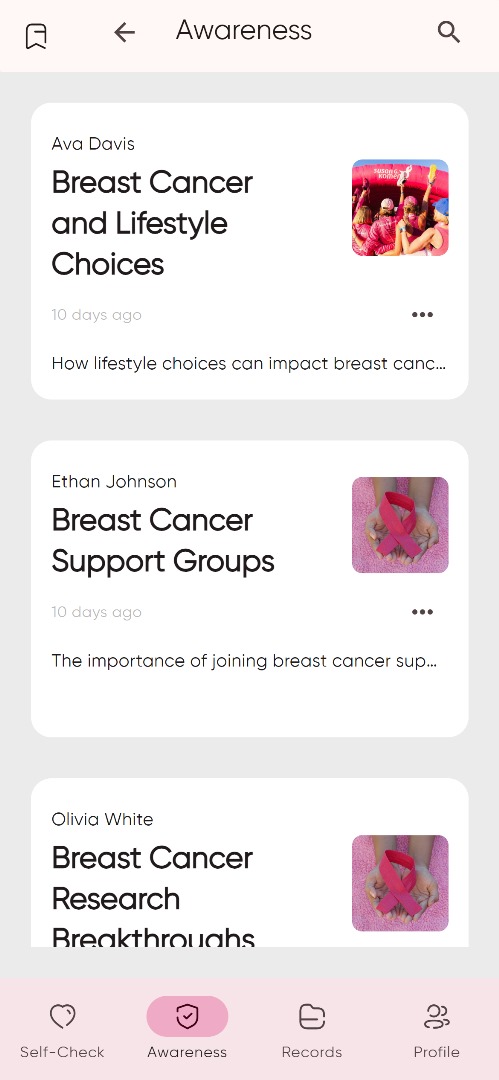 Awareness
Ava Davis
Breast Cancer
and Lifestyle
Choices
susan g.
komen
10 days ago
How lifestyle choices can impact breast canc...
Ethan Johnson
Breast Cancer
Support Groups
10 days ago
The importance of joining breast cancer sup...
Olivia White
Breast Cancer
Research
Breakthroughs
Self-Check
Awareness
Records
Profile